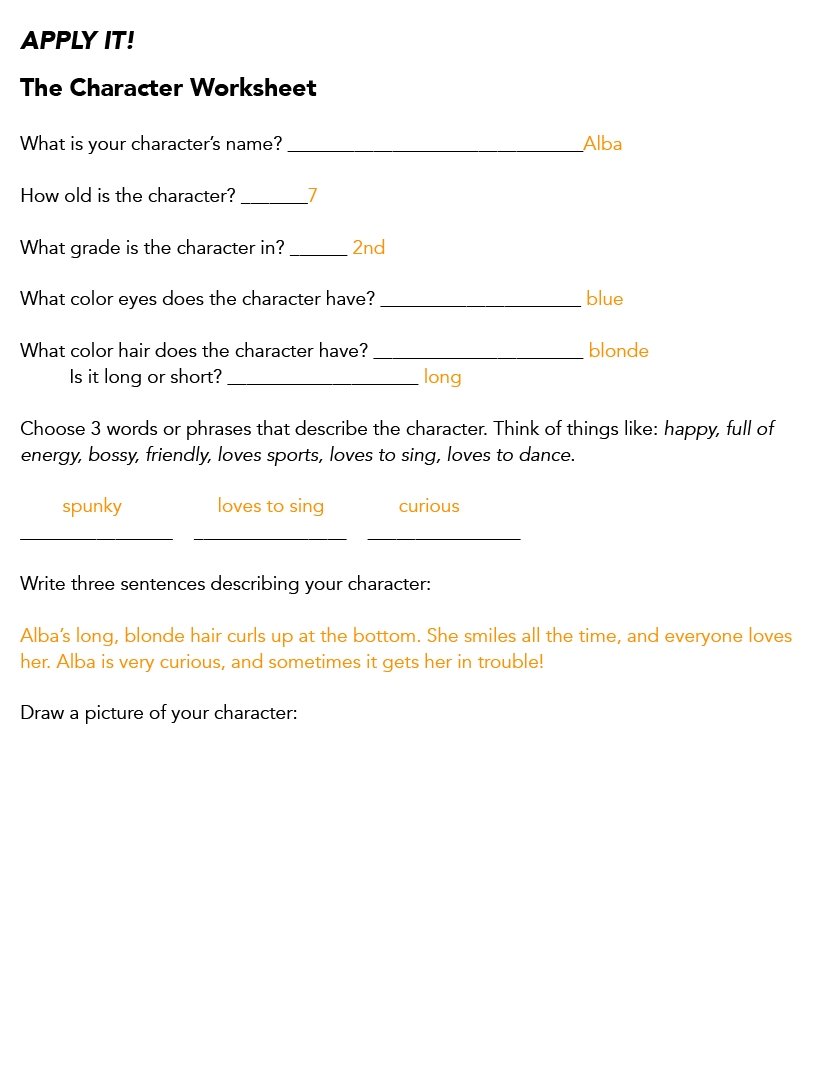 APPLY IT!
The Character Worksheet
What is your character’s name? _______________________________Alba
How old is the character? _______7
What grade is the character in? ______ 2nd
What color eyes does the character have? _____________________ blue
What color hair does the character have? ______________________ blonde
Is it long or short? ____________________ long
Choose 3 words or phrases that describe the character. Think of things like: happy, full of
energy, bossy, friendly, loves sports, loves to sing, loves to dance.
spunky loves to sing curious
________________ ________________ ________________
Write three sentences describing your character:
Alba’s long, blonde hair curls up at the bottom. She smiles all the time, and everyone loves
her. Alba is very curious, and sometimes it gets her in trouble!
Draw a picture of your character: